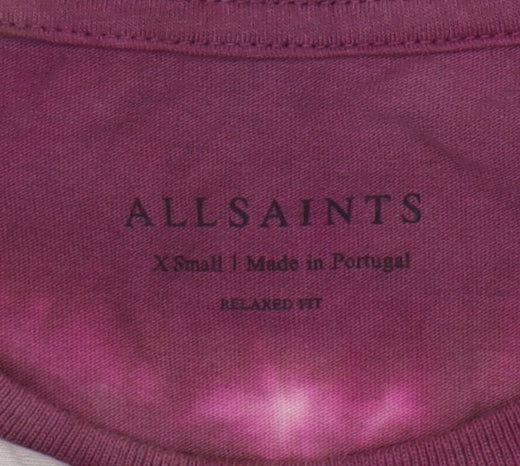 ALLSAINTS
X Small | Made in Portugal
RELAXED FIT